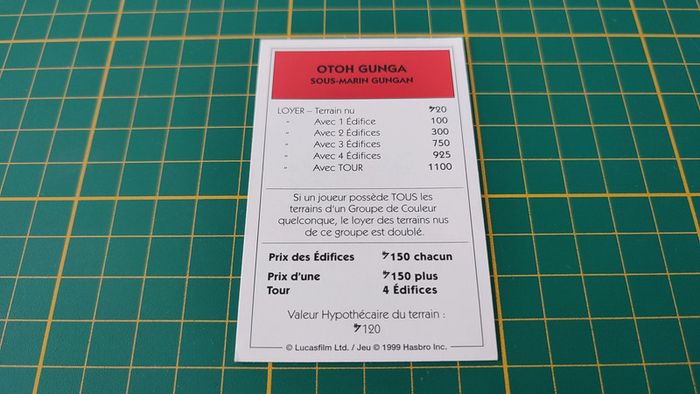 OTOH GUNGA
SOUS-MARIN GUNGAN
LOYER – Terrain nu 20
" Avec 1 Édifice 100
" Avec 2 Édifices 300
" Avec 3 Édifices 750
" Avec 4 Édifices 925
" Avec TOUR 1100
Si un joueur possède TOUS les
terrains d'un Groupe de Couleur
quelconque, le loyer des terrains nus
de ce groupe est doublé.
Prix des Édifices 150 chacun
Prix d'une 150 plus
Tour 4 Édifices
Valeur Hypothécaire du terrain :
120
© Lucasfilm Ltd. / Jeu © 1999 Hasbro Inc.